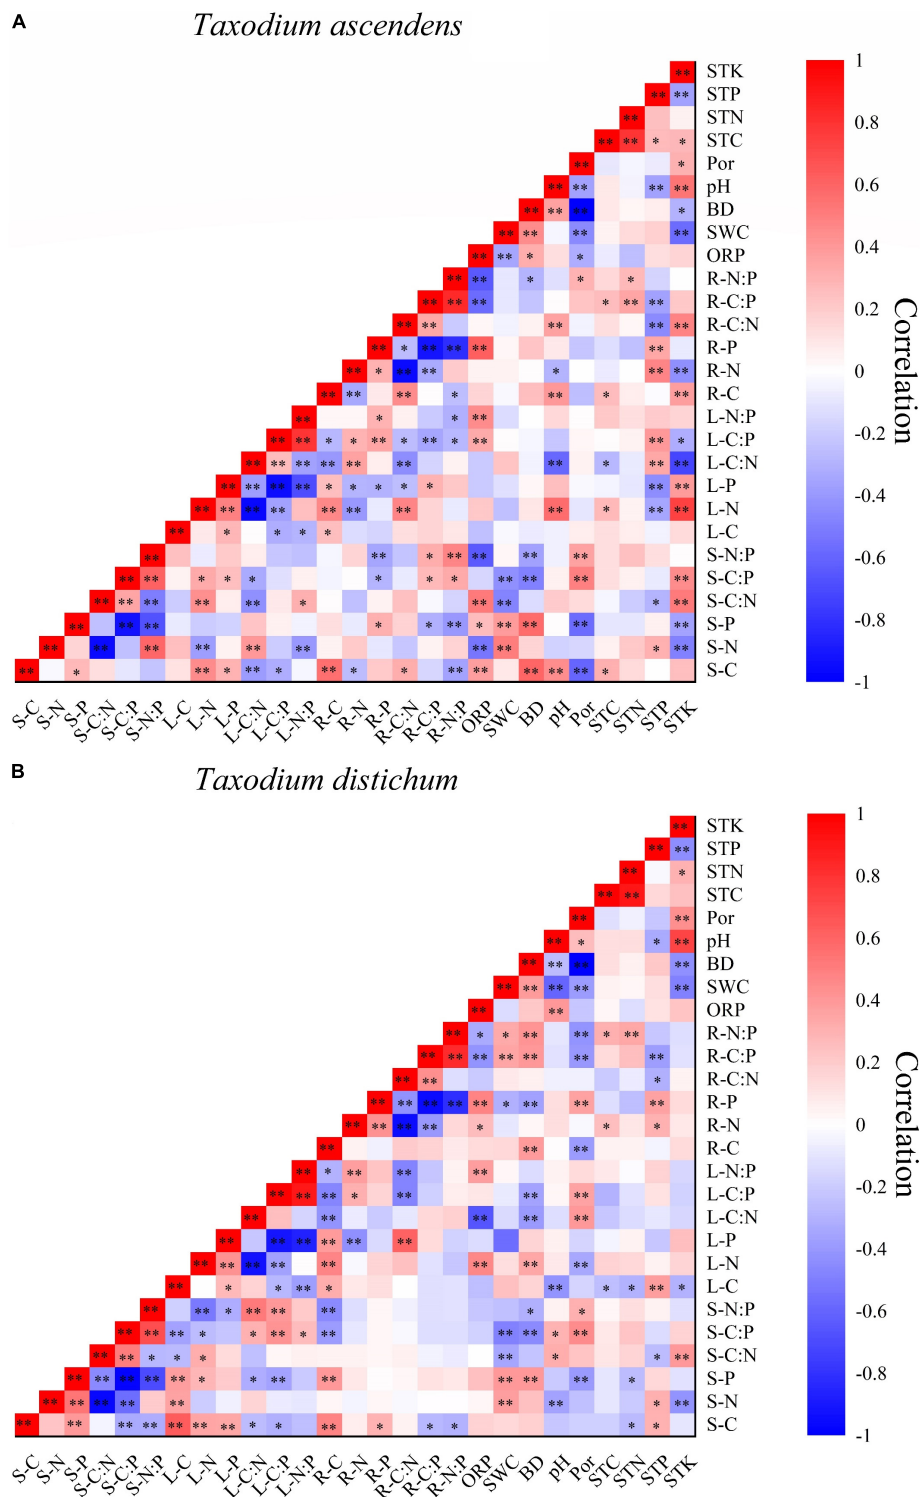 A
Taxodium ascendens
STK
STP
STN
STC
Por
pH
BD
SWC
ORP
R-N:P
R-C:P
R-C:N
R-P
R-N
R-C
L-N:P
L-C:P
L-C:N
L-P
L-N
L-C
S-N:P
S-C:P
S-C:N
S-P
S-N
S-C
S-C S-N S-P S-C:N S-C:P S-N:P L-C L-N L-P L-C:N L-C:P L-N:P R-C R-N R-P R-C:N R-C:P R-N:P ORP SWC BD pH Por STC STN STP STK
1
0.8
0.6
0.4
0.2
0
-0.2
-0.4
-0.6
-0.8
-1
Correlation
B
Taxodium distichum
STK
STP
STN
STC
Por
pH
BD
SWC
ORP
R-N:P
R-C:P
R-C:N
R-P
R-N
R-C
L-N:P
L-C:P
L-C:N
L-P
L-N
L-C
S-N:P
S-C:P
S-C:N
S-P
S-N
S-C
S-C S-N S-P S-C:N S-C:P S-N:P L-C L-N L-P L-C:N L-C:P L-N:P R-C R-N R-P R-C:N R-C:P R-N:P ORP SWC BD pH Por STC STN STP STK
1
0.8
0.6
0.4
0.2
0
-0.2
-0.4
-0.6
-0.8
-1
Correlation